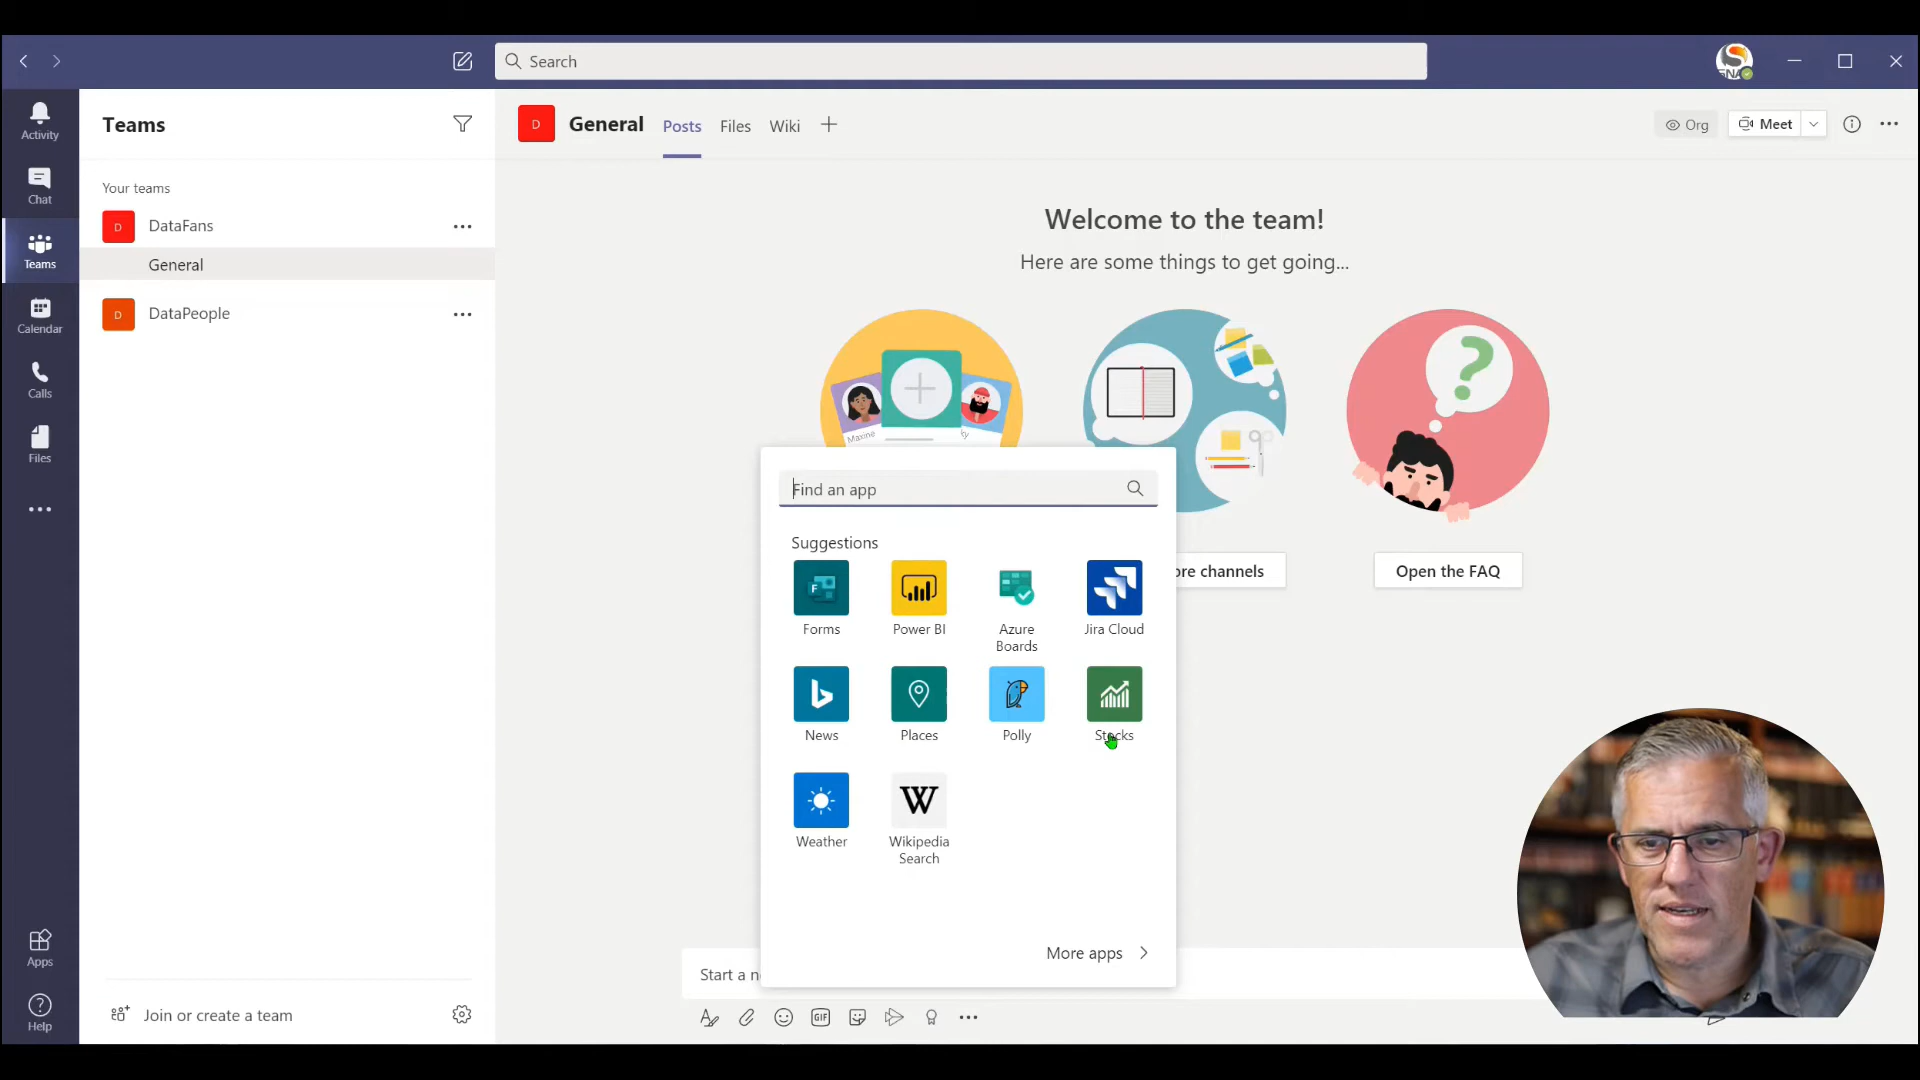 Search
Activity
Chat
Teams
Calendar
Calls
Files
Apps
Help
Teams
Your teams
D DataFans
General
D DataPeople
Join or create a team
D General Posts Files Wiki
Org Meet
Welcome to the team!
Here are some things to get going...
Maxine
ore channels
Open the FAQ
Find an app
Suggestions
Forms Power BI Azure Boards Jira Cloud
News Places Polly Stocks
Weather Wikipedia Search
More apps
Start a n
GIF